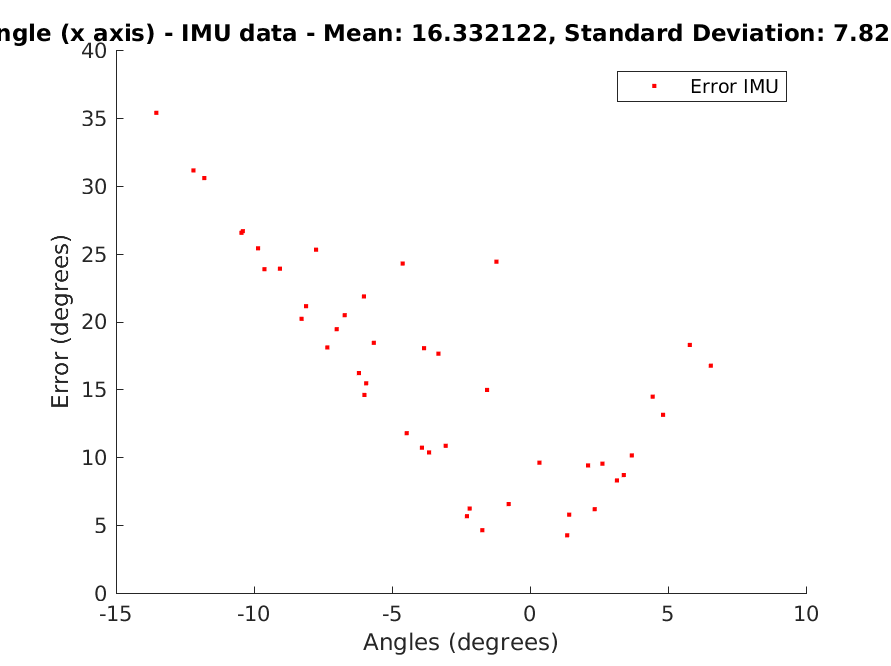 ngle (x axis) - IMU data - Mean: 16.332122, Standard Deviation: 7.82
40
Error IMU
35
30
25
20
15
10
5
0
Error (degrees)
-15 -10 -5 0 5 10
Angles (degrees)